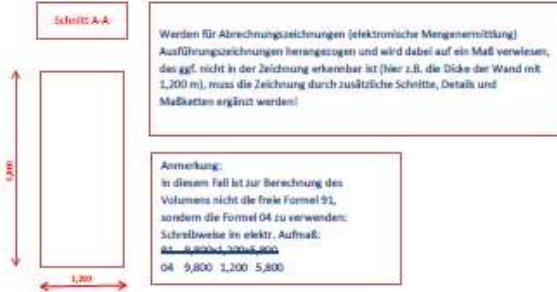 Schnitt A-A
Werden für Abrechnungszeichnungen (elektronische Mengenermittlung)
Ausführungszeichnungen herangezogen und wird dabei auf ein Maß verwiesen,
das ggf. nicht in der Zeichnung erkennbar ist (hier z.B. die Dicke der Wand mit
1,200 m), muss die Zeichnung durch zusätzliche Schnitte, Details und
Maßketten ergänzt werden!
Anmerkung:
In diesem Fall ist zur Berechnung des
Volumens nicht die freie Formel 91,
sondern die Formel 04 zu verwenden:
Schreibweise im elektr. Aufmaß:
91 9,800*1,200*5,800
04 9,800 1,200 5,800
1,200